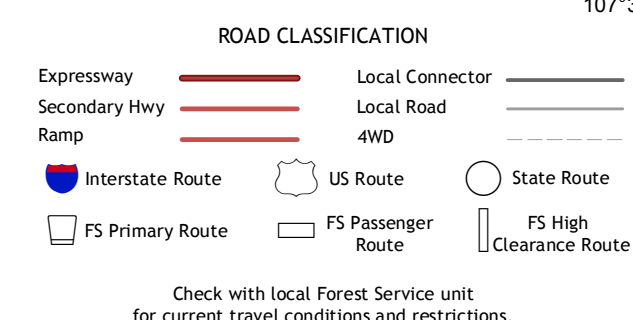 107°3
ROAD CLASSIFICATION
Expressway
Local Connector
Secondary Hwy
Local Road
Ramp
4WD
Interstate Route
US Route
State Route
FS Primary Route
FS Passenger
Route
FS High
Clearance Route
Check with local Forest Service unit
for current travel conditions and restrictions.